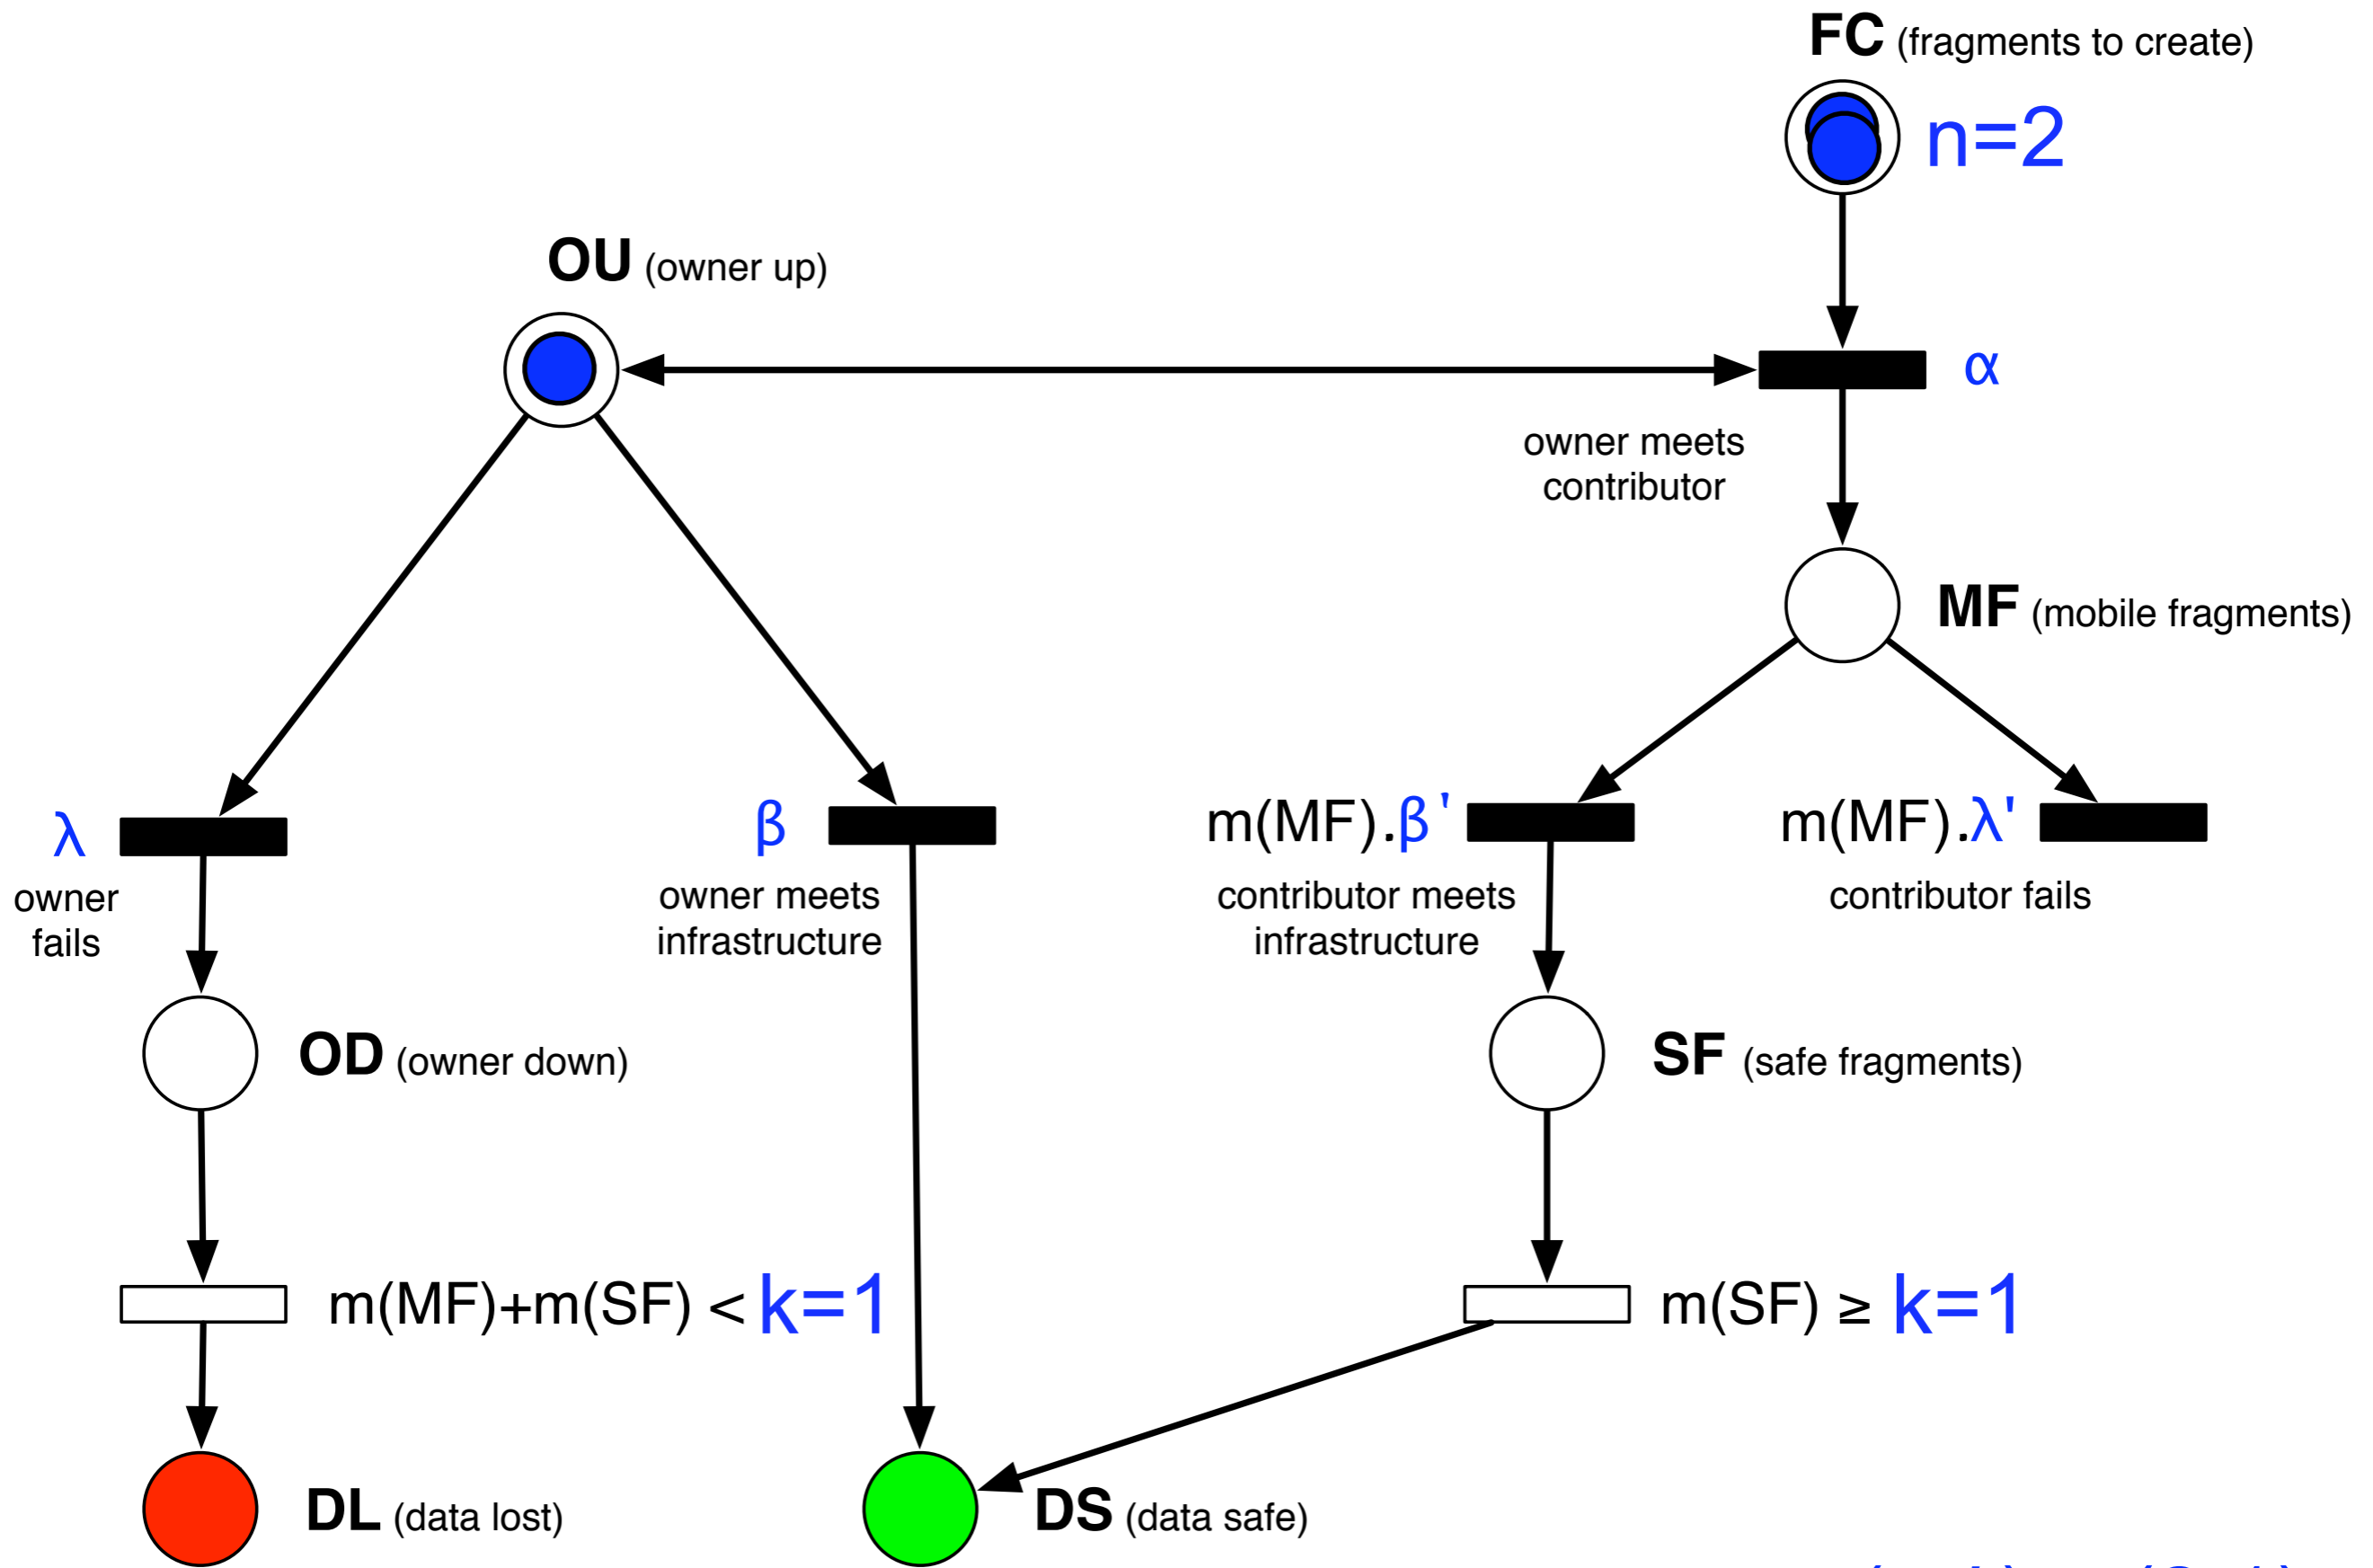 FC (fragments to create)
n=2
OU (owner up)
α
owner meets
contributor
MF (mobile fragments)
λ
owner
fails
β
owner meets
infrastructure
m(MF).β'
contributor meets
infrastructure
m(MF).λ'
contributor fails
OD (owner down)
SF (safe fragments)
m(MF)+m(SF) < k=1
m(SF) ≥ k=1
DL (data lost)
DS (data safe)